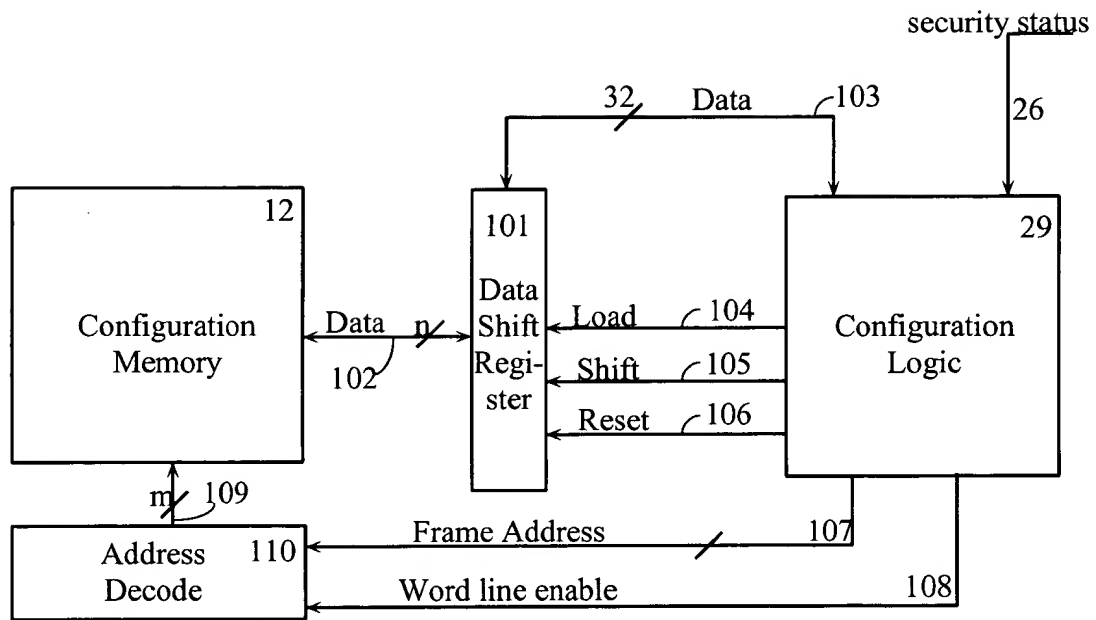 security status
32 Data 103
26
12
101
29
Data
Shift
Regi-
ster
Configuration
Memory
Data n
102
Load 104
Shift 105
Reset 106
Configuration
Logic
m 109
Frame Address 107
Address
Decode
110
Word line enable 108